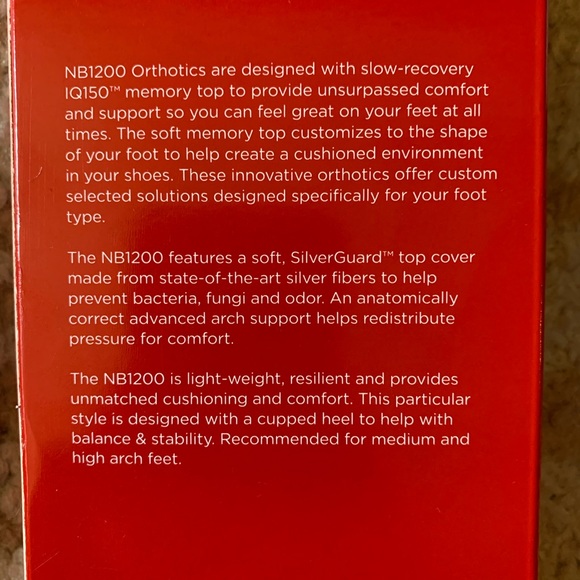 NB1200 Orthotics are designed with slow-recovery
IQ150™ memory top to provide unsurpassed comfort
and support so you can feel great on your feet at all
times. The soft memory top customizes to the shape
of your foot to help create a cushioned environment
in your shoes. These innovative orthotics offer custom
selected solutions designed specifically for your foot
type.
The NB1200 features a soft, SilverGuard™ top cover
made from state-of-the-art silver fibers to help
prevent bacteria, fungi and odor. An anatomically
correct advanced arch support helps redistribute
pressure for comfort.
The NB1200 is light-weight, resilient and provides
unmatched cushioning and comfort. This particular
style is designed with a cupped heel to help with
balance & stability. Recommended for medium and
high arch feet.